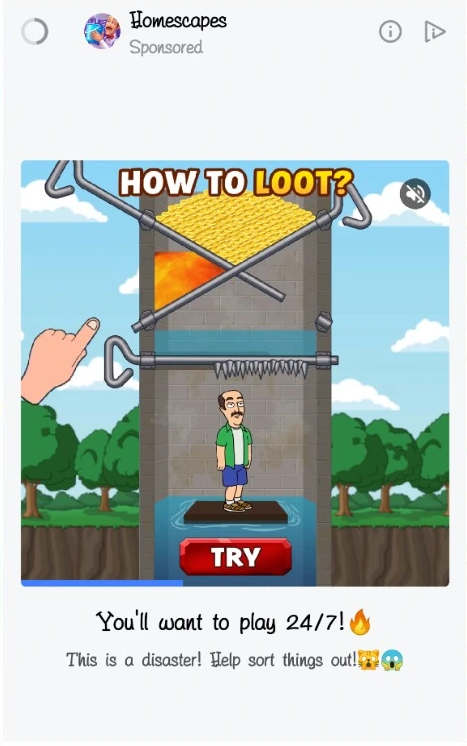 Homescapes
Sponsored
HOW TO LOOT?
TRY
You'll want to play 24/7!🔥
This is a disaster! Help sort things out!🙀😱